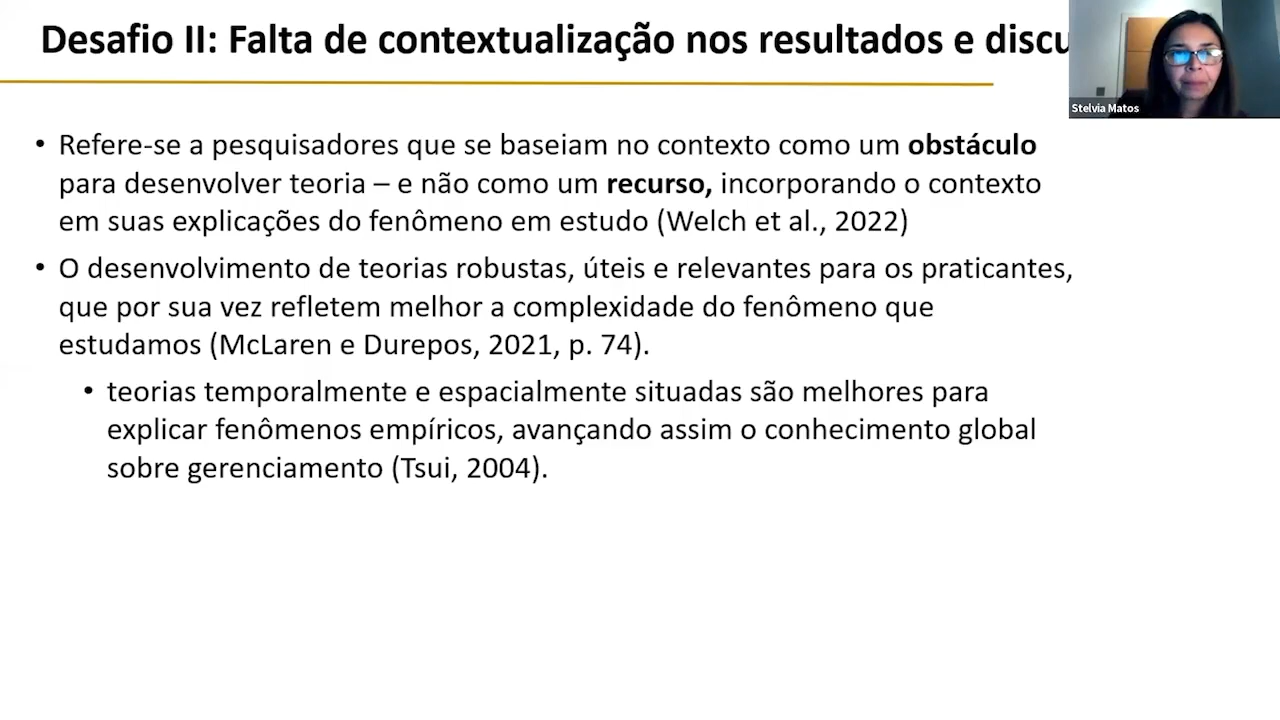 Desafio II: Falta de contextualização nos resultados e discu
Stelvia Matos
• Refere-se a pesquisadores que se baseiam no contexto como um obstáculo
para desenvolver teoria – e não como um recurso, incorporando o contexto
em suas explicações do fenômeno em estudo (Welch et al., 2022)
• O desenvolvimento de teorias robustas, úteis e relevantes para os praticantes,
que por sua vez refletem melhor a complexidade do fenômeno que
estudamos (McLaren e Durepos, 2021, p. 74).
• teorias temporalmente e espacialmente situadas são melhores para
explicar fenômenos empíricos, avançando assim o conhecimento global
sobre gerenciamento (Tsui, 2004).